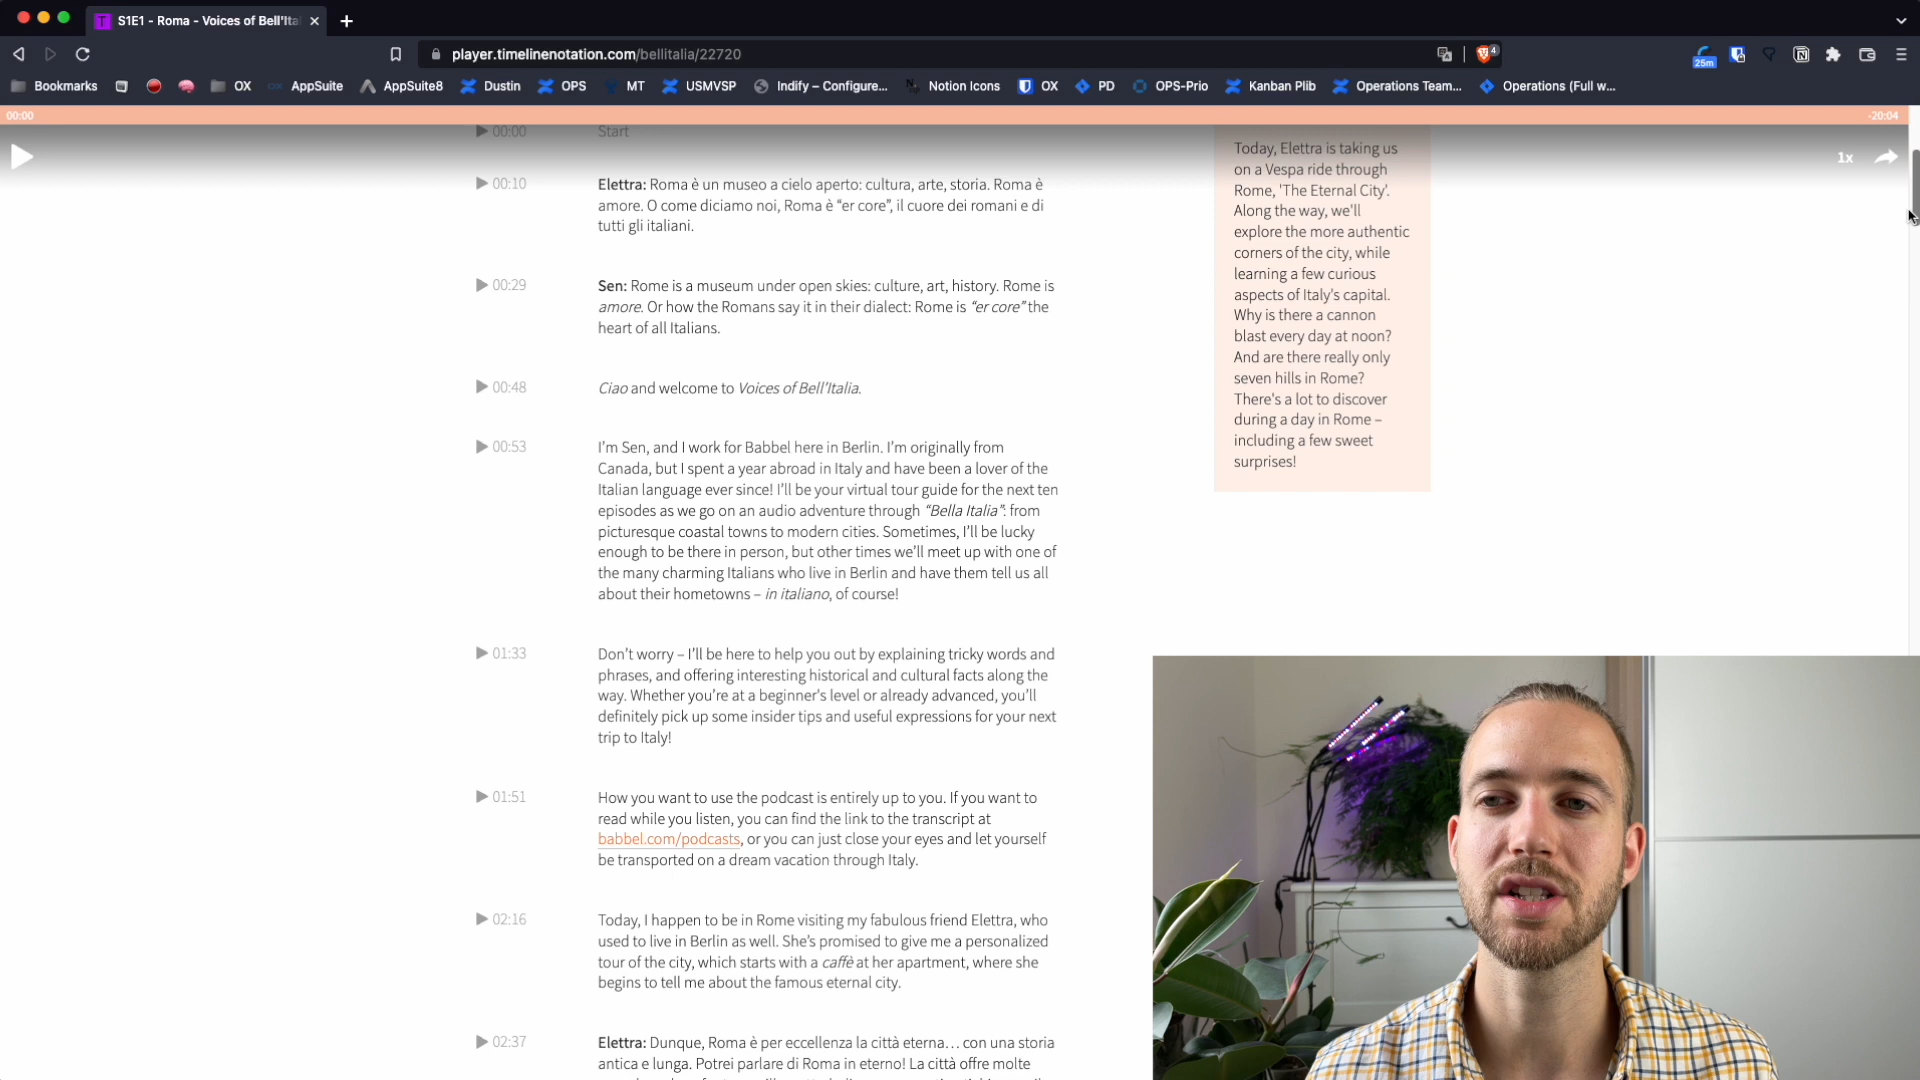 S1E1 - Roma - Voices of Bell'Ita
player.timelinenotation.com/bellitalia/22720
4
25m
Bookmarks
OX
AppSuite
AppSuite8
Dustin
OPS
MT
USMVSP
Indify – Configure...
Notion Icons
OX
PD
OPS-Prio
Kanban Plib
Operations Team...
Operations (Full w...
00:00
-20:04
1x
00:00
Start
00:10
Elettra: Roma è un museo a cielo aperto: cultura, arte, storia. Roma è
amore. O come diciamo noi, Roma è “er core”, il cuore dei romani e di
tutti gli italiani.
00:29
Sen: Rome is a museum under open skies: culture, art, history. Rome is
amore. Or how the Romans say it in their dialect: Rome is “er core” the
heart of all Italians.
00:48
Ciao and welcome to Voices of Bell’Italia.
00:53
I’m Sen, and I work for Babbel here in Berlin. I’m originally from
Canada, but I spent a year abroad in Italy and have been a lover of the
Italian language ever since! I’ll be your virtual tour guide for the next ten
episodes as we go on an audio adventure through “Bella Italia”: from
picturesque coastal towns to modern cities. Sometimes, I’ll be lucky
enough to be there in person, but other times we’ll meet up with one of
the many charming Italians who live in Berlin and have them tell us all
about their hometowns – in italiano, of course!
01:33
Don’t worry – I’ll be here to help you out by explaining tricky words and
phrases, and offering interesting historical and cultural facts along the
way. Whether you’re at a beginner’s level or already advanced, you’ll
definitely pick up some insider tips and useful expressions for your next
trip to Italy!
01:51
How you want to use the podcast is entirely up to you. If you want to
read while you listen, you can find the link to the transcript at
babbel.com/podcasts, or you can just close your eyes and let yourself
be transported on a dream vacation through Italy.
02:16
Today, I happen to be in Rome visiting my fabulous friend Elettra, who
used to live in Berlin as well. She’s promised to give me a personalized
tour of the city, which starts with a caffè at her apartment, where she
begins to tell me about the famous eternal city.
02:37
Elettra: Dunque, Roma è per eccellenza la città eterna… con una storia
antica e lunga. Potrei parlare di Roma in eterno! La città offre molte
Today, Elettra is taking us
on a Vespa ride through
Rome, 'The Eternal City'.
Along the way, we'll
explore the more authentic
corners of the city, while
learning a few curious
aspects of Italy's capital.
Why is there a cannon
blast every day at noon?
And are there really only
seven hills in Rome?
There's a lot to discover
during a day in Rome –
including a few sweet
surprises!